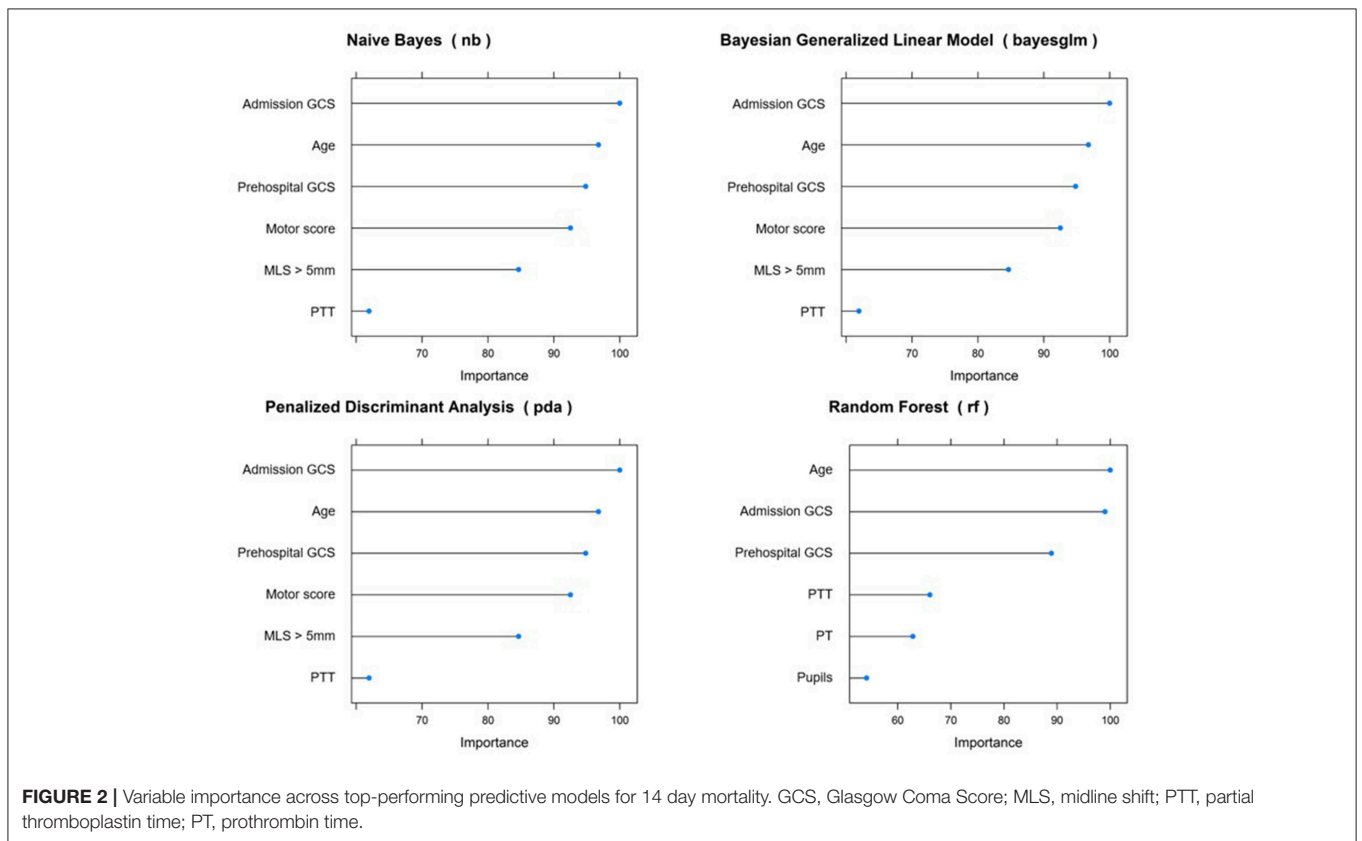 Naive Bayes ( nb )
Admission GCS
Age
Prehospital GCS
Motor score
MLS > 5mm
PTT
70 80 90 100
Importance
Bayesian Generalized Linear Model ( bayesglm )
Admission GCS
Age
Prehospital GCS
Motor score
MLS > 5mm
PTT
70 80 90 100
Importance
Penalized Discriminant Analysis ( pda )
Admission GCS
Age
Prehospital GCS
Motor score
MLS > 5mm
PTT
70 80 90 100
Importance
Random Forest ( rf )
Age
Admission GCS
Prehospital GCS
PTT
PT
Pupils
60 70 80 90 100
Importance
FIGURE 2 | Variable importance across top-performing predictive models for 14 day mortality. GCS, Glasgow Coma Score; MLS, midline shift; PTT, partial
thromboplastin time; PT, prothrombin time.